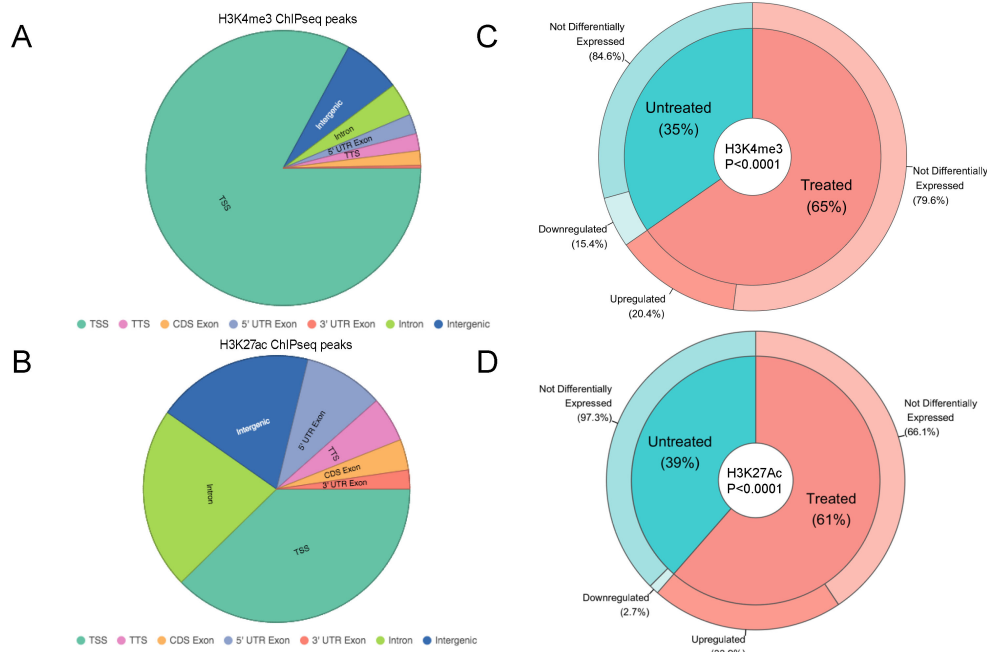 A
H3K4me3 ChIPseq peaks
Intergenic
Intron
5' UTR Exon
TTS
TSS
TSS TTS CDS Exon 5' UTR Exon 3' UTR Exon Intron Intergenic
B
H3K27ac ChIPseq peaks
Intergenic
5' UTR Exon
TTS
CDS Exon
3' UTR Exon
Intron
TSS
TSS TTS CDS Exon 5' UTR Exon 3' UTR Exon Intron Intergenic
C
Not Differentially
Expressed
(84.6%)
Untreated
(35%)
H3K4me3
P<0.0001
Treated
(65%)
Not Differentially
Expressed
(79.6%)
Downregulated
(15.4%)
Upregulated
(20.4%)
D
Not Differentially
Expressed
(97.3%)
Untreated
(39%)
H3K27Ac
P<0.0001
Treated
(61%)
Not Differentially
Expressed
(66.1%)
Downregulated
(2.7%)
Upregulated